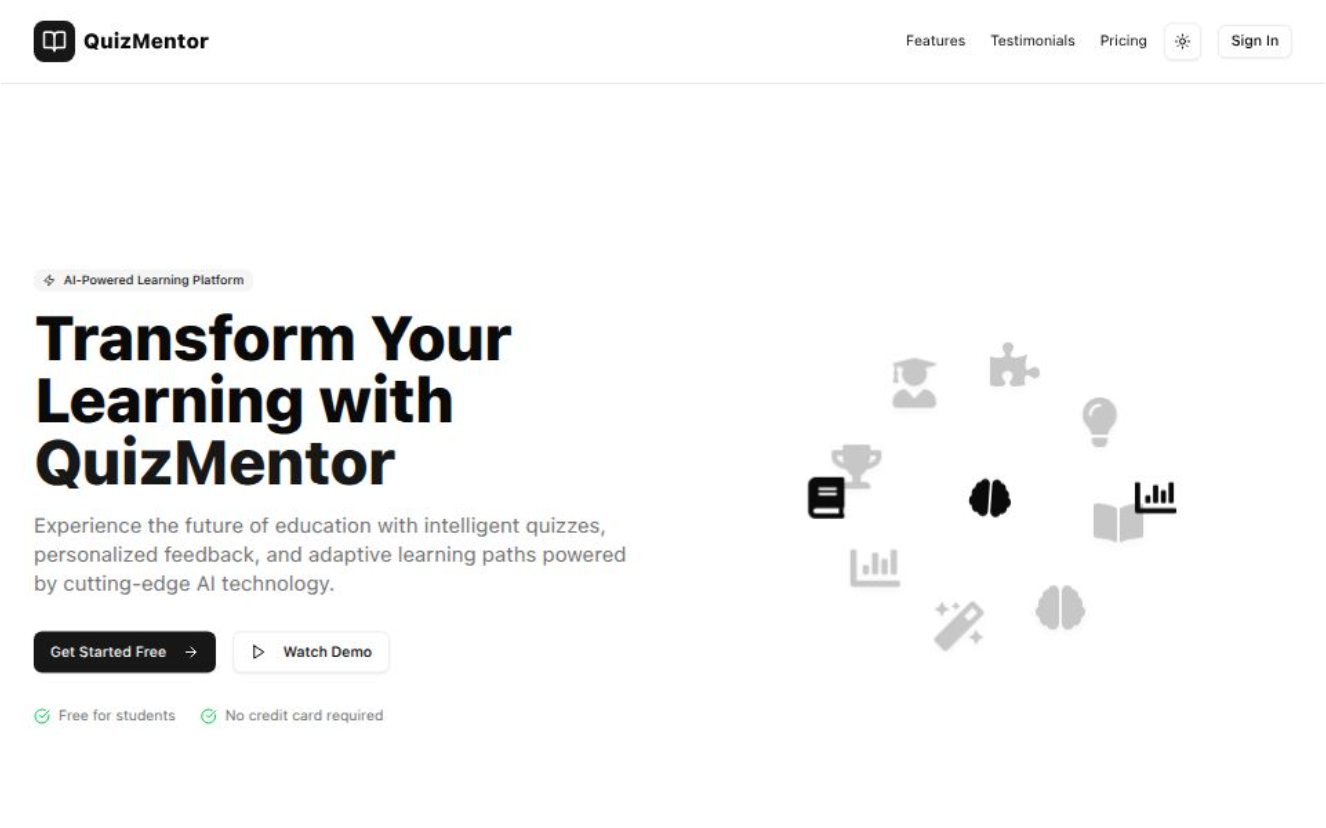 QuizMentor
Features
Testimonials
Pricing
Sign In
AI-Powered Learning Platform
Transform Your
Learning with
QuizMentor
Experience the future of education with intelligent quizzes,
personalized feedback, and adaptive learning paths powered
by cutting-edge AI technology.
Get Started Free
Watch Demo
Free for students
No credit card required